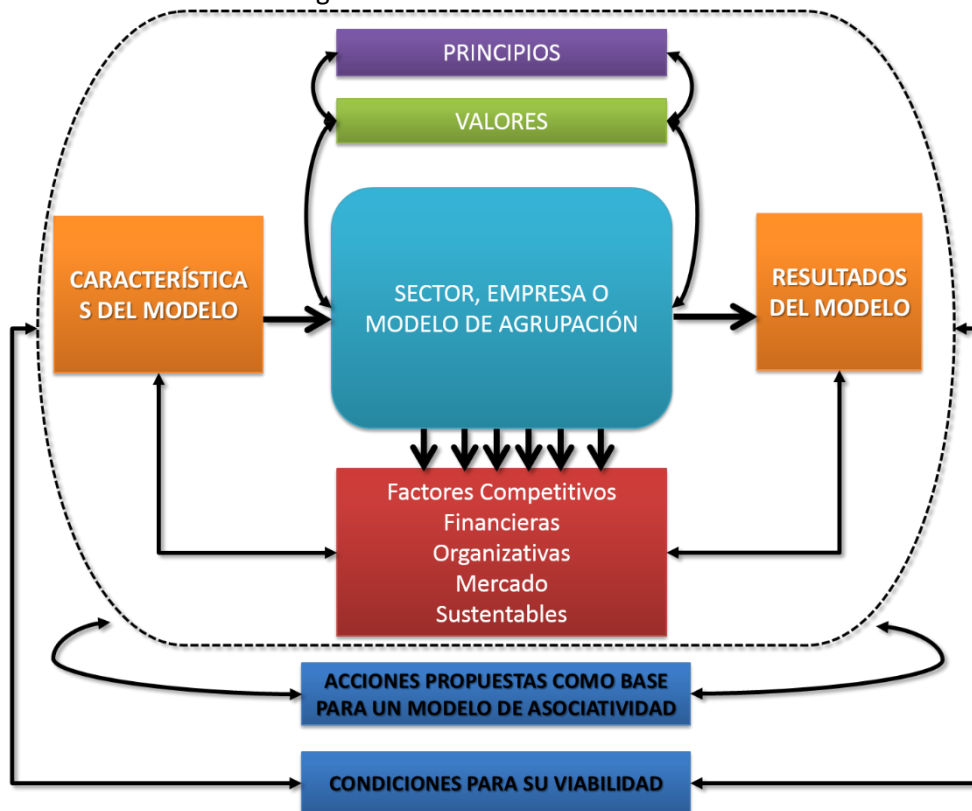 PRINCIPIOS
VALORES
CARACTERÍSTICA
S DEL MODELO
SECTOR, EMPRESA O
MODELO DE AGRUPACIÓN
RESULTADOS
DEL MODELO
Factores Competitivos
Financieras
Organizativas
Mercado
Sustentables
ACCIONES PROPUESTAS COMO BASE
PARA UN MODELO DE ASOCIATIVIDAD
CONDICIONES PARA SU VIABILIDAD